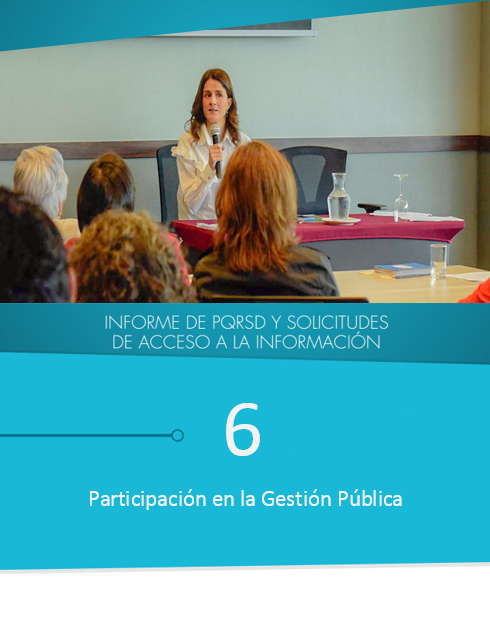 INFORME DE PQRSD Y SOLICITUDES
DE ACCESO A LA INFORMACIÓN
6
Participación en la Gestión Pública